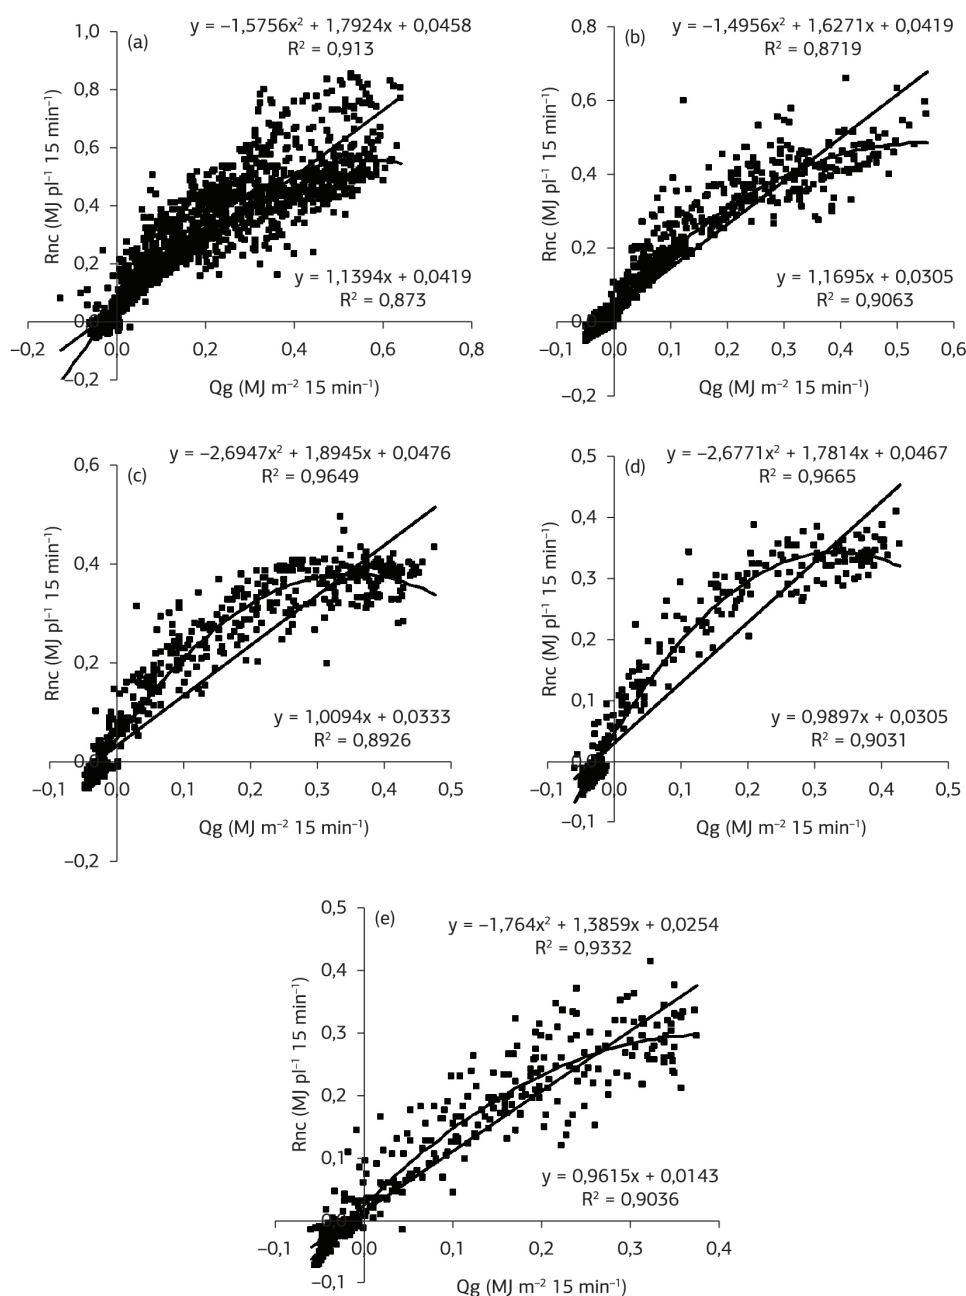 (a)
y = –1,5756x² + 1,7924x + 0,0458
R² = 0,913
Rnc (MJ pl⁻¹ 15 min⁻¹)
1,0
0,8
0,6
0,4
0,2
0,0
–0,2
y = 1,1394x + 0,0419
R² = 0,873
–0,2 0,0 0,2 0,4 0,6 0,8
Qg (MJ m⁻² 15 min⁻¹)
(b)
y = –1,4956x² + 1,6271x + 0,0419
R² = 0,8719
Rnc (MJ pl⁻¹ 15 min⁻¹)
0,8
0,6
0,4
0,2
0,0
–0,2
y = 1,1695x + 0,0305
R² = 0,9063
–0,1 0,0 0,1 0,2 0,3 0,4 0,5 0,6
Qg (MJ m⁻² 15 min⁻¹)
(c)
y = –2,6947x² + 1,8945x + 0,0476
R² = 0,9649
Rnc (MJ pl⁻¹ 15 min⁻¹)
0,6
0,4
0,2
0,0
–0,2
y = 1,0094x + 0,0333
R² = 0,8926
–0,1 0,0 0,1 0,2 0,3 0,4 0,5
Qg (MJ m⁻² 15 min⁻¹)
(d)
y = –2,6771x² + 1,7814x + 0,0467
R² = 0,9665
Rnc (MJ pl⁻¹ 15 min⁻¹)
0,5
0,4
0,3
0,2
0,1
0,0
–0,1
y = 0,9897x + 0,0305
R² = 0,9031
–0,1 0,0 0,1 0,2 0,3 0,4 0,5
Qg (MJ m⁻² 15 min⁻¹)
(e)
y = –1,764x² + 1,3859x + 0,0254
R² = 0,9332
Rnc (MJ pl⁻¹ 15 min⁻¹)
0,5
0,4
0,3
0,2
0,1
0,0
–0,1
y = 0,9615x + 0,0143
R² = 0,9036
–0,1 0,0 0,1 0,2 0,3 0,4
Qg (MJ m⁻² 15 min⁻¹)